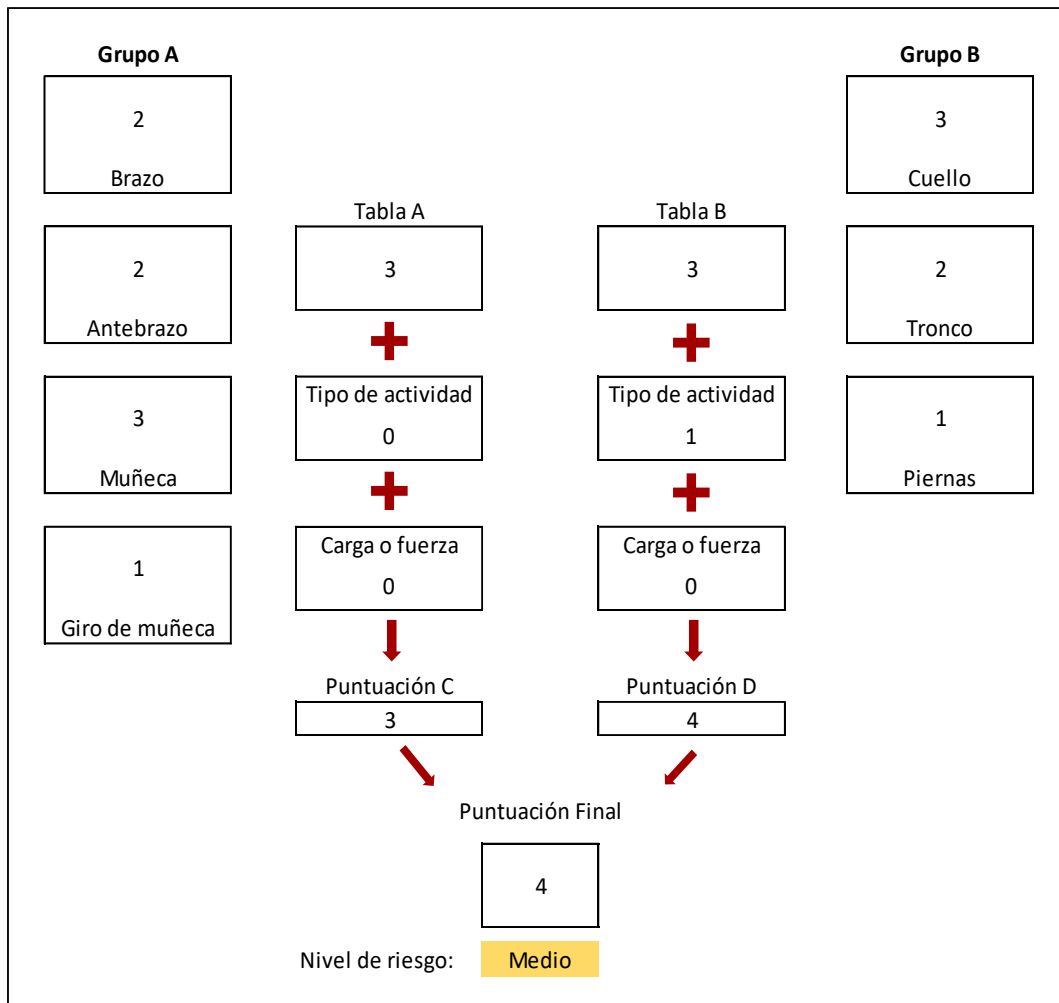 Grupo A
2
Brazo
2
Antebrazo
3
Muñeca
1
Giro de muñeca
Tabla A
3
Tipo de actividad
0
Carga o fuerza
0
Puntuación C
3
Tabla B
3
Tipo de actividad
1
Carga o fuerza
0
Puntuación D
4
Grupo B
3
Cuello
2
Tronco
1
Piernas
Puntuación Final
4
Nivel de riesgo: Medio